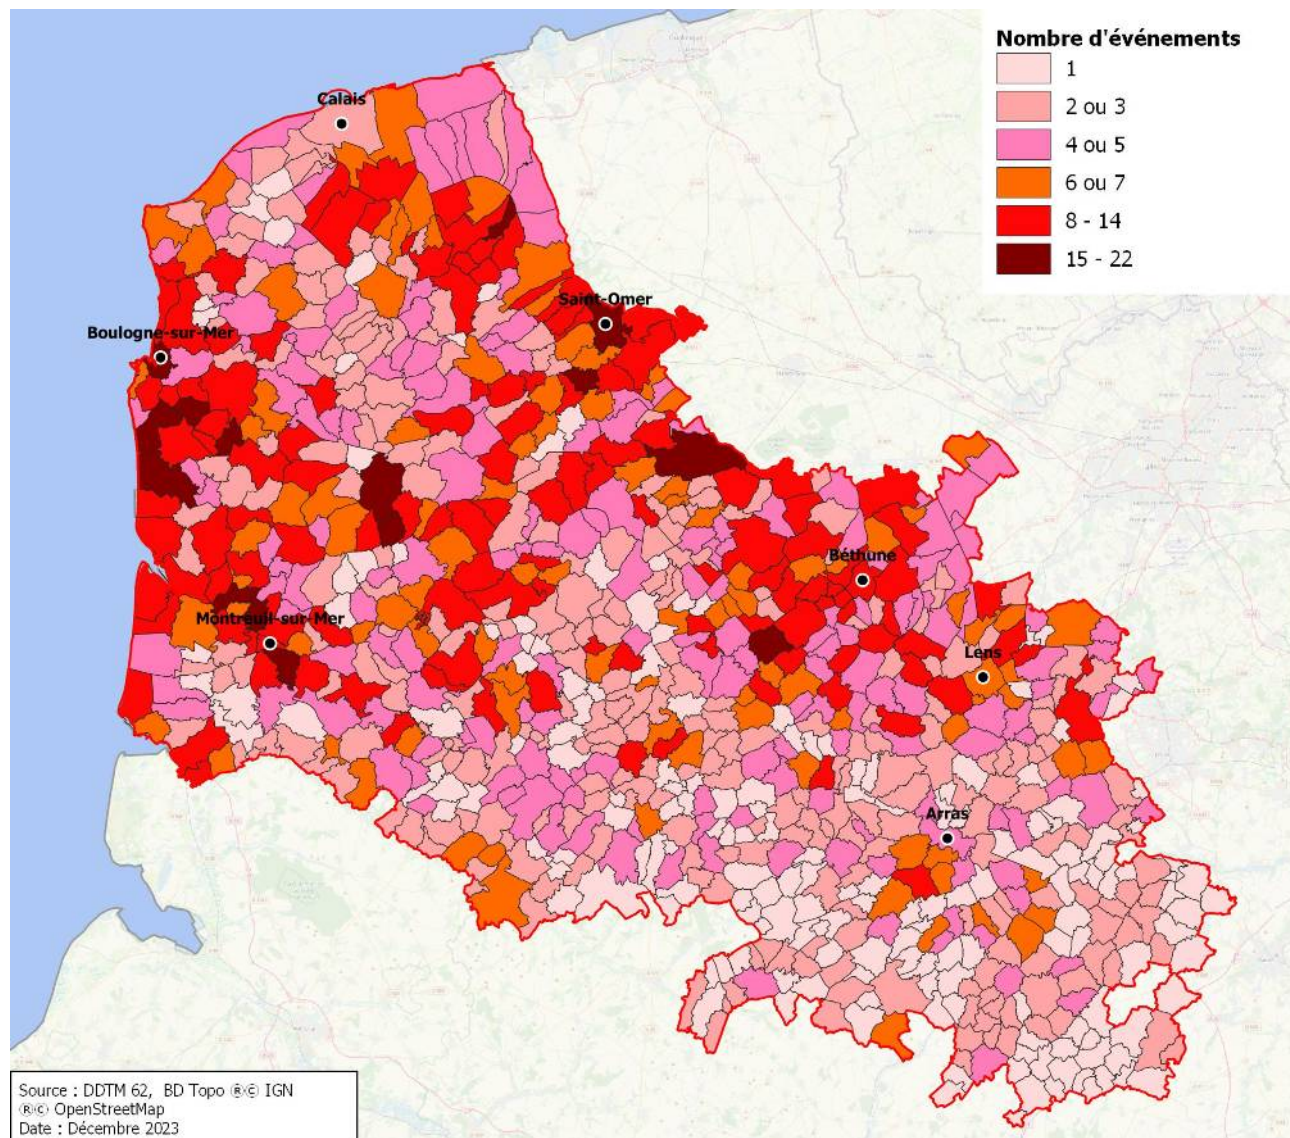 Nombre d'événements
1
2 ou 3
4 ou 5
6 ou 7
8 - 14
15 - 22
Calais
Saint-Omer
Boulogne-sur-Mer
Béthune
Montreuil-sur-Mer
Lens
Arras
Source : DDTM 62, BD Topo ®© IGN
®© OpenStreetMap
Date : Décembre 2023